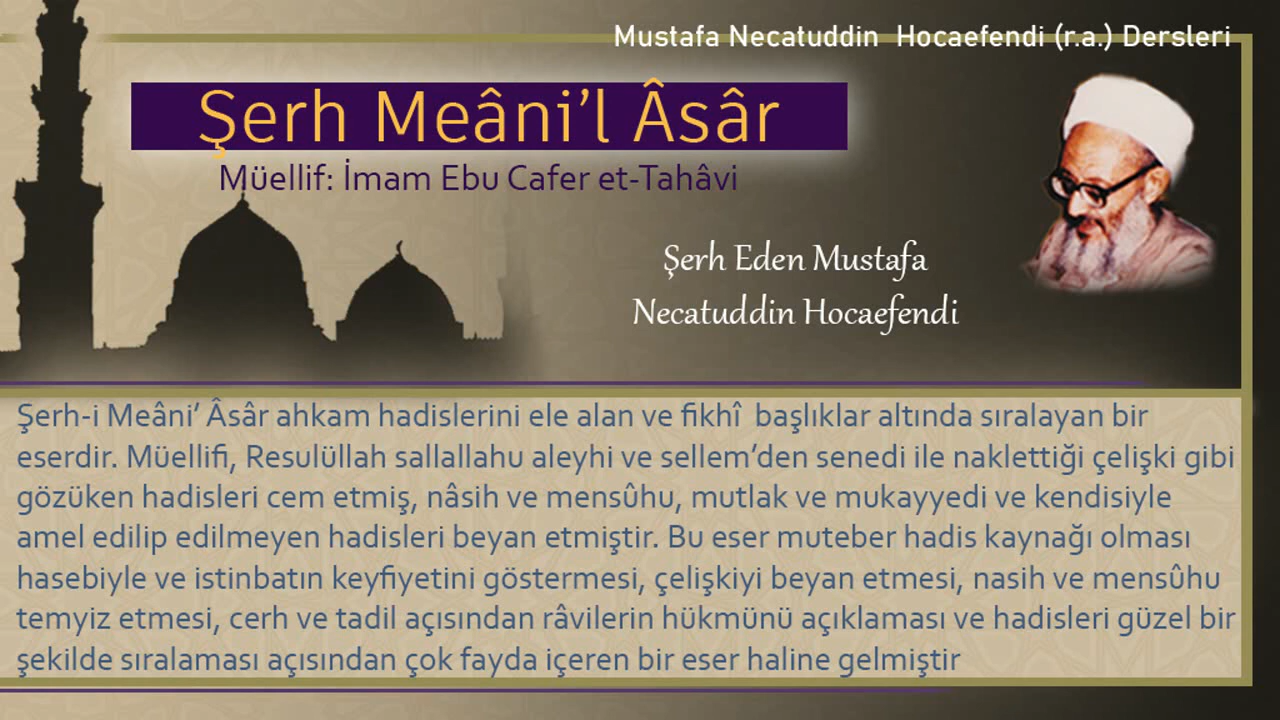 Mustafa Necatuddin Hocaefendi (r.a.) Dersleri
Şerh Meâni’l Âsâr
Müellif: İmam Ebu Cafer et-Tahâvi
Şerh Eden Mustafa
Necatuddin Hocaefendi
Şerh-i Meâni’ Âsâr ahkam hadislerini ele alan ve fikhî başlıklar altında sıralayan bir
eserdir. Müellifi, Resulüllah sallallahu aleyhi ve sellem’den senedi ile naklettiği çelişki gibi
gözüken hadisleri cem etmiş, nâsih ve mensûhu, mutlak ve mukayyedi ve kendisiyle
amel edilip edilmeyen hadisleri beyan etmiştir. Bu eser muteber hadis kaynağı olması
hasebiyle ve istinbatın keyfiyetini göstermesi, çelişkiyi beyan etmesi, nasih ve mensûhu
temyiz etmesi, cerh ve tadil açısından râvilerin hükmünü açıklaması ve hadisleri güzel bir
şekilde sıralaması açısından çok fayda içeren bir eser haline gelmiştir